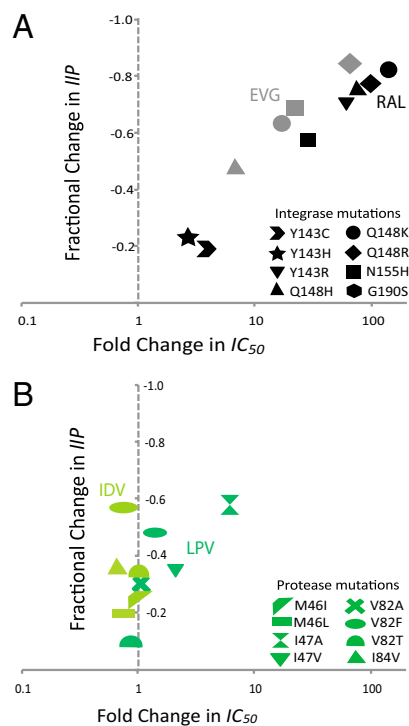 A
-1.0
-0.8
-0.6
-0.4
-0.2
0
Fractional Change in IIP
EVG
RAL
Integrase mutations
Y143C Q148K
Y143H Q148R
Y143R N155H
Q148H G190S
0.1 1 10 100
Fold Change in IC50
B
-1.0
-0.8
-0.6
-0.4
-0.2
0
Fractional Change in IIP
IDV
LPV
Protease mutations
M46I V82A
M46L V82F
I47A V82T
I47V I84V
0.1 1 10 100
Fold Change in IC50